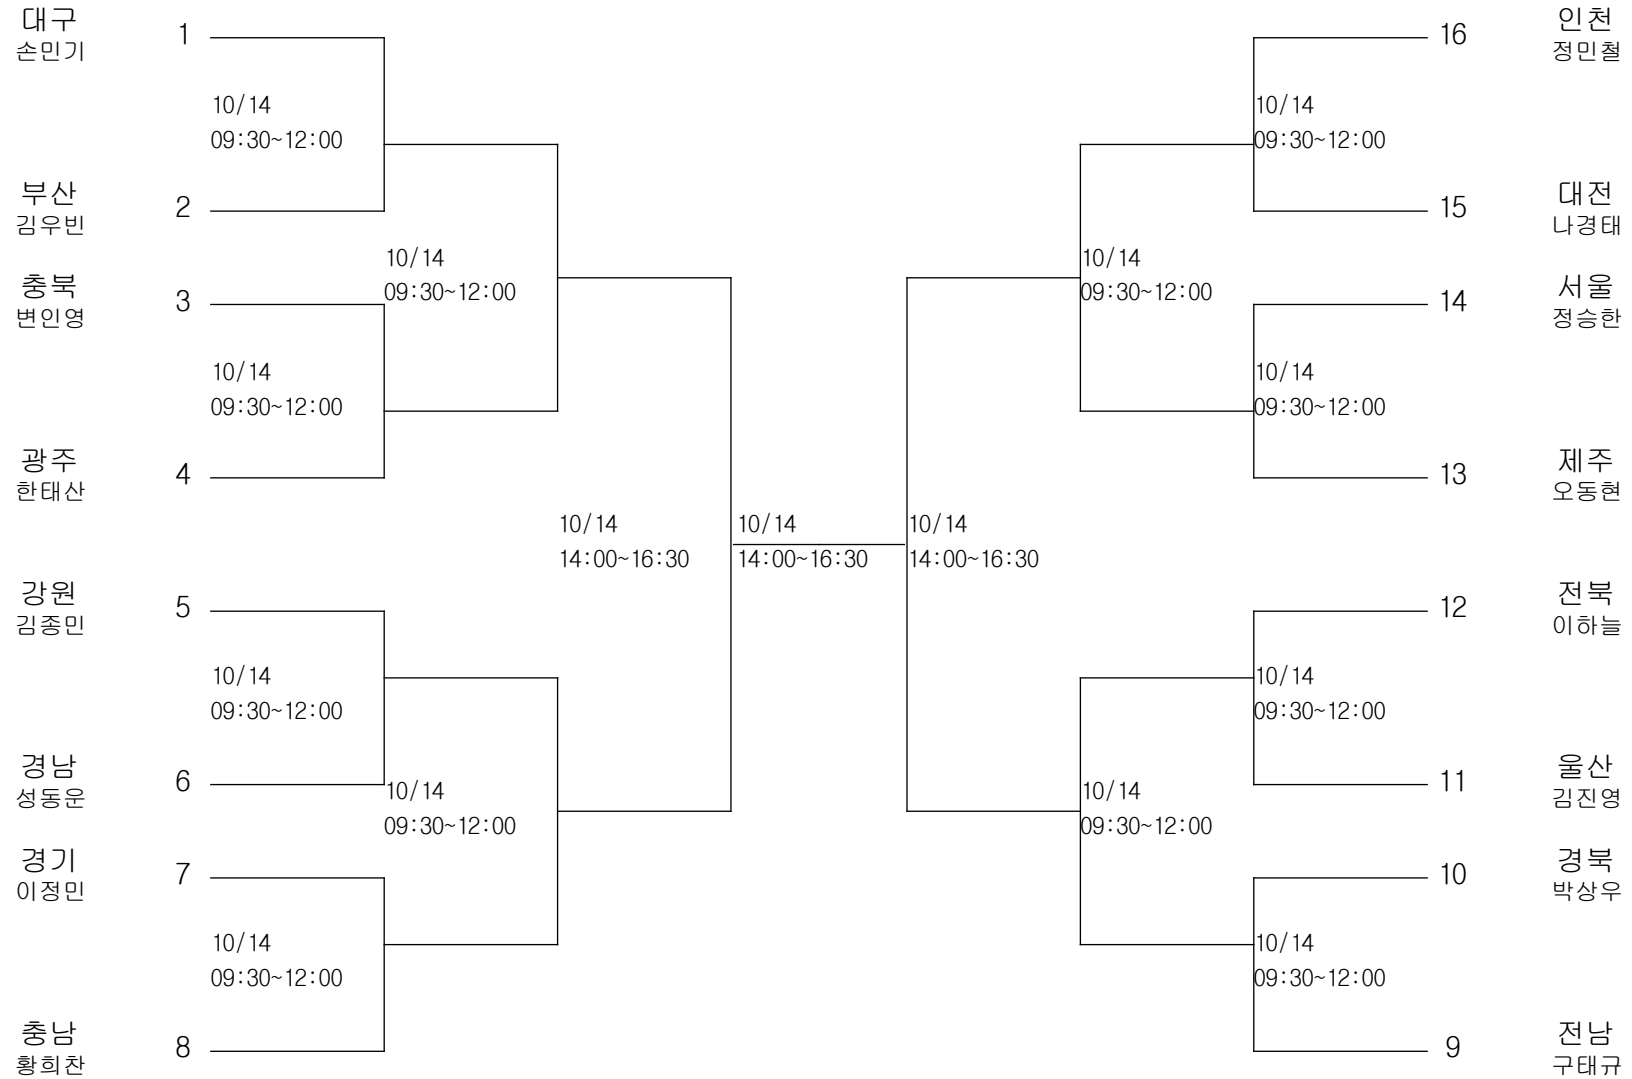 대구
손민기
1
16
인천
정민철
10/14
09:30~12:00
10/14
09:30~12:00
부산
김우빈
2
15
대전
나경태
10/14
09:30~12:00
10/14
09:30~12:00
충북
변인영
3
14
서울
정승한
10/14
09:30~12:00
10/14
09:30~12:00
광주
한태산
4
13
제주
오동현
10/14
14:00~16:30
10/14
14:00~16:30
10/14
14:00~16:30
강원
김종민
5
12
전북
이하늘
10/14
09:30~12:00
10/14
09:30~12:00
경남
성동운
6
11
울산
김진영
10/14
09:30~12:00
10/14
09:30~12:00
경기
이정민
7
10
경북
박상우
10/14
09:30~12:00
10/14
09:30~12:00
충남
황희찬
8
9
전남
구태규